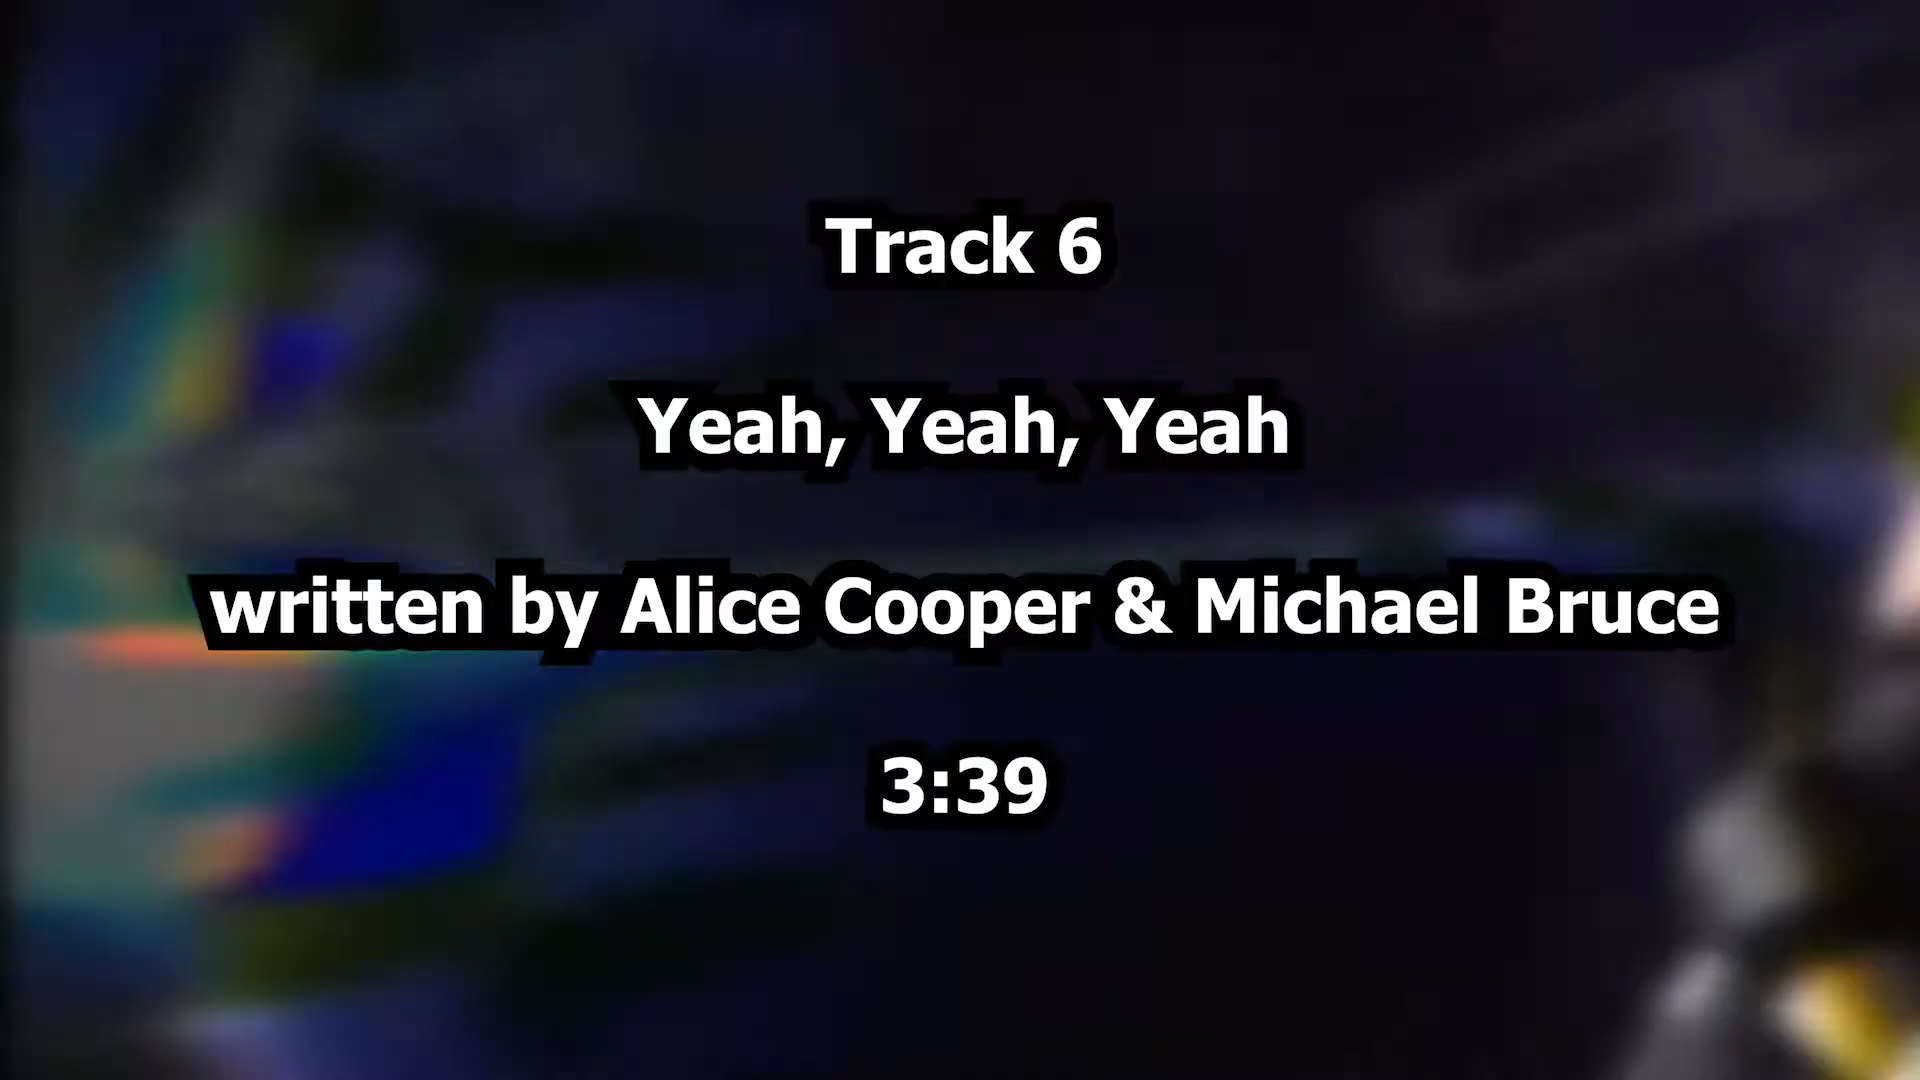 Track 6
Yeah, Yeah, Yeah
written by Alice Cooper & Michael Bruce
3:39